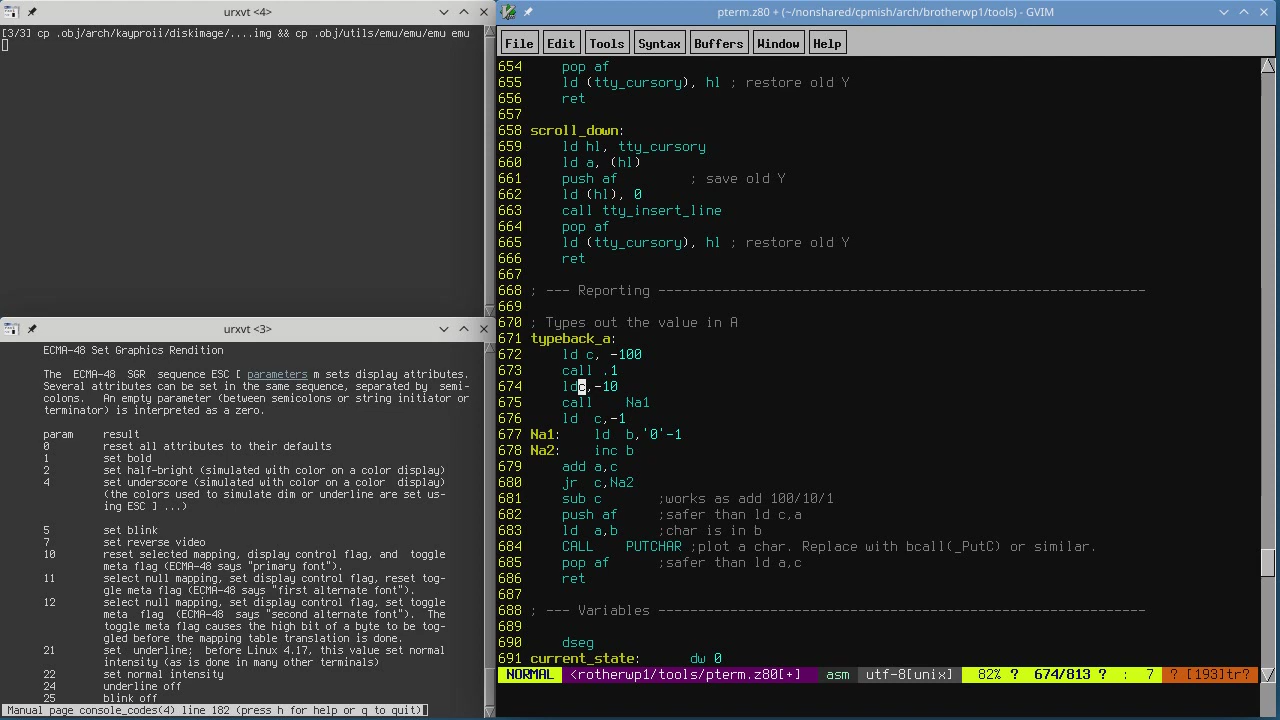 urxvt <4>
[3/3] cp .obj/arch/kayproii/diskimage/....img && cp .obj/utils/emu/emu/emu emu
urxvt <3>
ECMA-48 Set Graphics Rendition
The ECMA-48 SGR sequence ESC [ parameters m sets display attributes.
Several attributes can be set in the same sequence, separated by semi-
colons. An empty parameter (between semicolons or string initiator or
terminator) is interpreted as a zero.
param result
0 reset all attributes to their defaults
1 set bold
2 set half-bright (simulated with color on a color display)
4 set underscore (simulated with color on a color display)
(the colors used to simulate dim or underline are set us-
ing ESC ] ...)
5 set blink
7 set reverse video
10 reset selected mapping, display control flag, and toggle
meta flag (ECMA-48 says "primary font").
11 select null mapping, set display control flag, reset tog-
gle meta flag (ECMA-48 says "first alternate font").
12 select null mapping, set display control flag, set toggle
meta flag (ECMA-48 says "second alternate font"). The
toggle meta flag causes the high bit of a byte to be tog-
gled before the mapping table translation is done.
21 set underline; before Linux 4.17, this value set normal
intensity (as is done in many other terminals)
22 set normal intensity
24 underline off
25 blink off
Manual page console_codes(4) line 182 (press h for help or q to quit)
pterm.z80 + (~/nonshared/cpmish/arch/brotherwp1/tools) - GVIM
File Edit Tools Syntax Buffers Window Help
654 pop af
655 ld (tty_cursory), hl ; restore old Y
656 ret
657
658 scroll_down:
659 ld hl, tty_cursory
660 ld a, (hl)
661 push af ; save old Y
662 ld (hl), 0
663 call tty_insert_line
664 pop af
665 ld (tty_cursory), hl ; restore old Y
666 ret
667
668 ; --- Reporting -------------------------------------------------------------
669
670 ; Types out the value in A
671 typeback_a:
672 ld c, -100
673 call .1
674 ldc,-10
675 call Na1
676 ld c,-1
677 Na1: ld b,'0'-1
678 Na2: inc b
679 add a,c
680 jr c,Na2
681 sub c ;works as add 100/10/1
682 push af ;safer than ld c,a
683 ld a,b ;char is in b
684 CALL PUTCHAR ;plot a char. Replace with bcall(_PutC) or similar.
685 pop af ;safer than ld a,c
686 ret
687
688 ; --- Variables -------------------------------------------------------------
689
690 dseg
691 current_state: dw 0
NORMAL <rotherwp1/tools/pterm.z80[+] asm utf-8[unix] 82% ? 674/813 ? : 7 ? [193]tr?